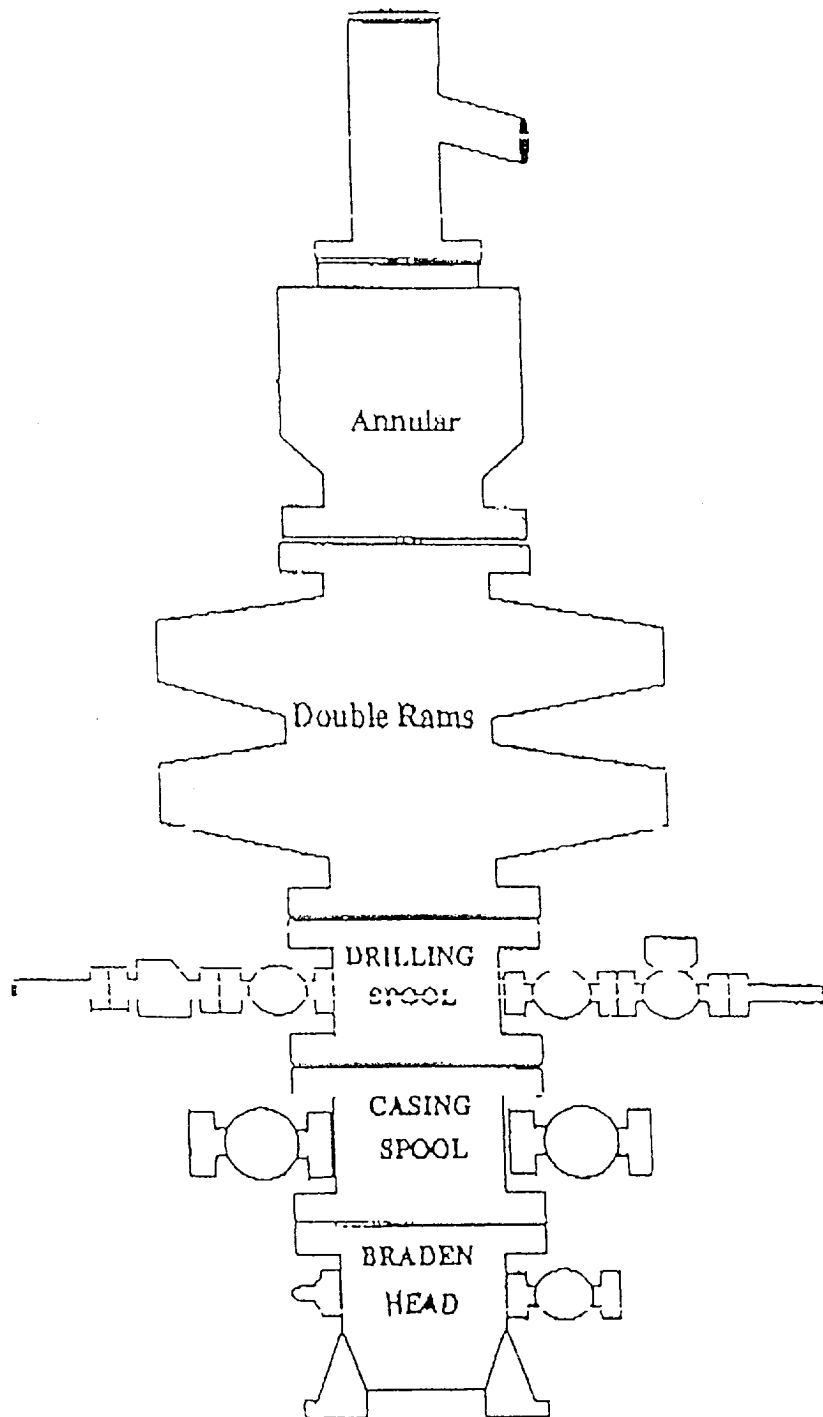 Annular
Double Rams
DRILLING
SPOOL
CASING
SPOOL
BRADEN
HEAD